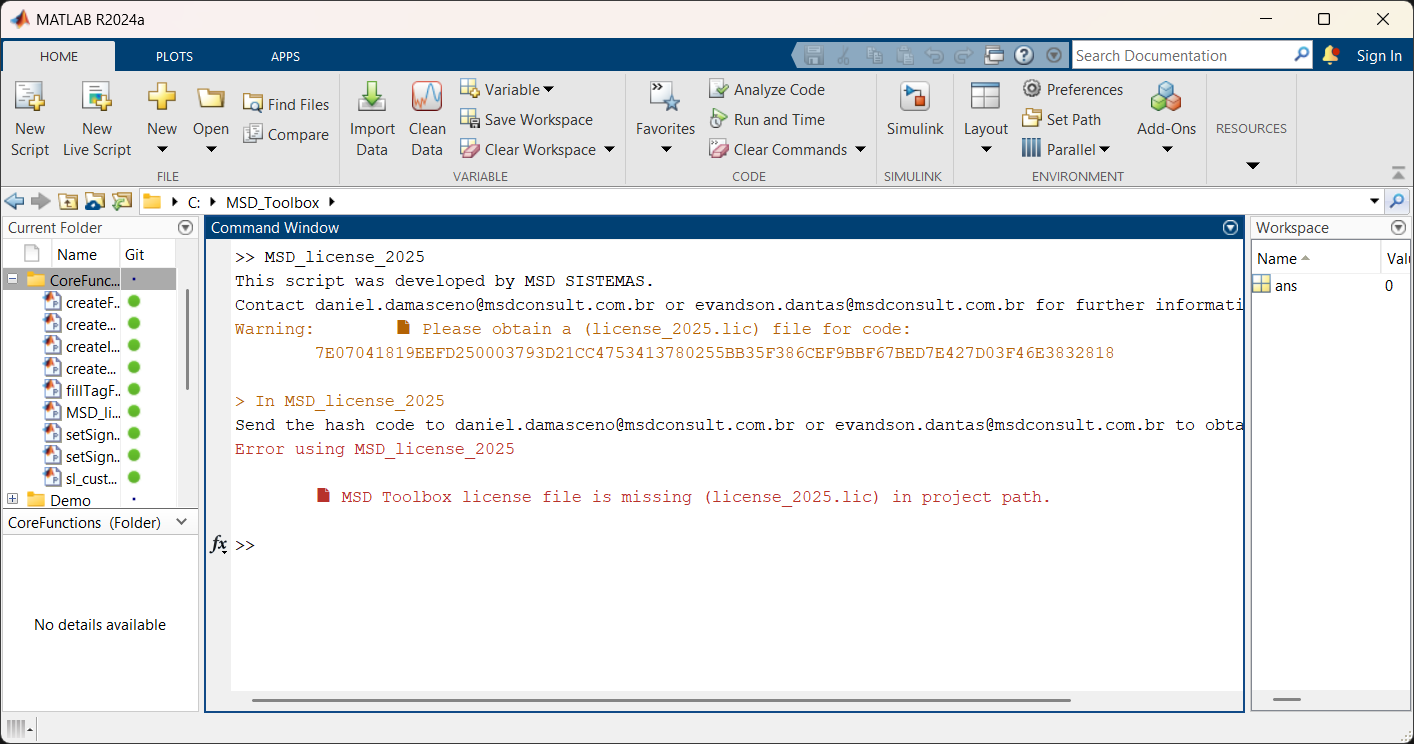 MATLAB R2024a
HOME PLOTS APPS Search Documentation Sign In
New Script
New Live Script
New
Open
Find Files
Compare
FILE
Import Data
Clean Data
Variable
Save Workspace
Clear Workspace
VARIABLE
Favorites
Analyze Code
Run and Time
Clear Commands
CODE
Simulink
SIMULINK
Layout
Preferences
Set Path
Parallel
Add-Ons
ENVIRONMENT
RESOURCES
C: MSD_Toolbox
Current Folder
Name Git
CoreFunc...
createF..
create...
createI..
create...
fillTagF..
MSD_li..
setSign..
setSign..
sl_cust...
Demo
CoreFunctions (Folder)
No details available
Command Window
>> MSD_license_2025
This script was developed by MSD SISTEMAS.
Contact daniel.damasceno@msdconsult.com.br or evandson.dantas@msdconsult.com.br for further informati
Warning: Please obtain a (license_2025.lic) file for code:
7E07041819EEFD250003793D21CC4753413780255BB35F386CEF9BBF67BED7E427D03F46E3832818
> In MSD_license_2025
Send the hash code to daniel.damasceno@msdconsult.com.br or evandson.dantas@msdconsult.com.br to obta
Error using MSD_license_2025
MSD Toolbox license file is missing (license_2025.lic) in project path.
fx >>
Workspace
Name Valu
ans 0